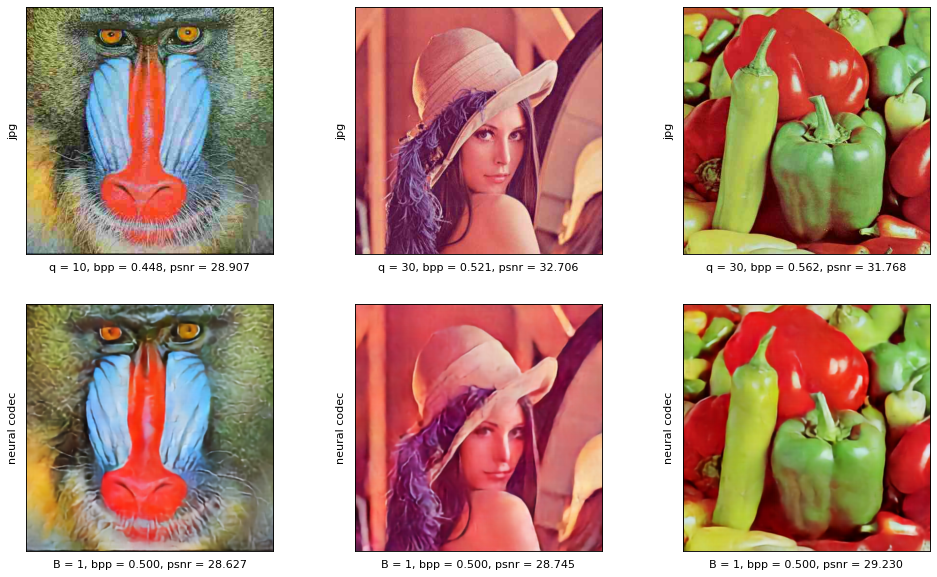 jpg
q = 10, bpp = 0.448, psnr = 28.907
jpg
q = 30, bpp = 0.521, psnr = 32.706
jpg
q = 30, bpp = 0.562, psnr = 31.768
neural codec
B = 1, bpp = 0.500, psnr = 28.627
neural codec
B = 1, bpp = 0.500, psnr = 28.745
neural codec
B = 1, bpp = 0.500, psnr = 29.230